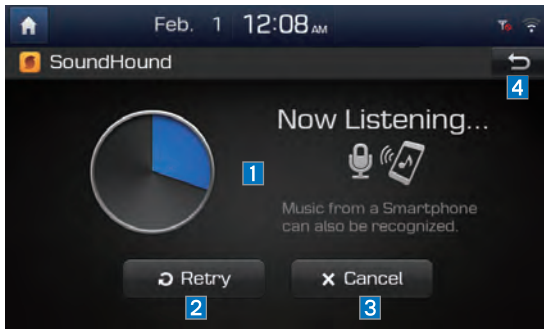 Feb. 1 12:08 AM
SoundHound
4
Now Listening...
1
Music from a Smartphone
can also be recognized.
Retry
Cancel
2
3